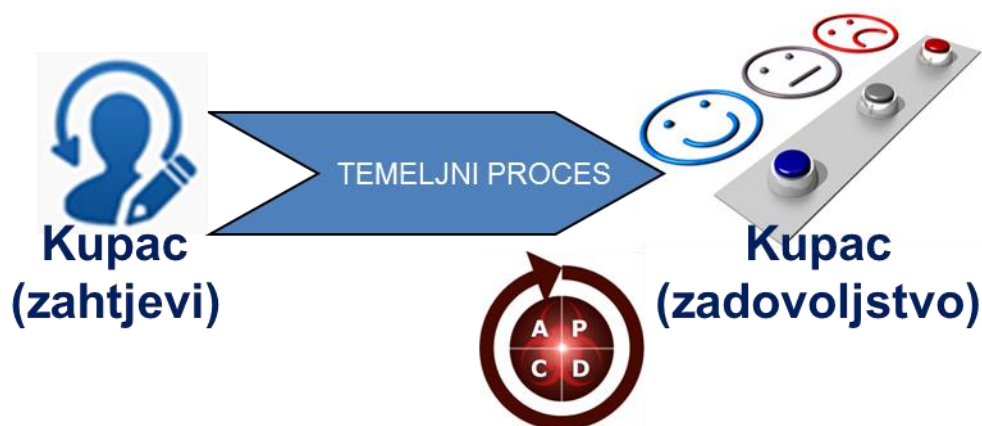 TEMELJNI PROCES
Kupac
(zahtjevi)
Kupac
(zadovoljstvo)
A P
C D